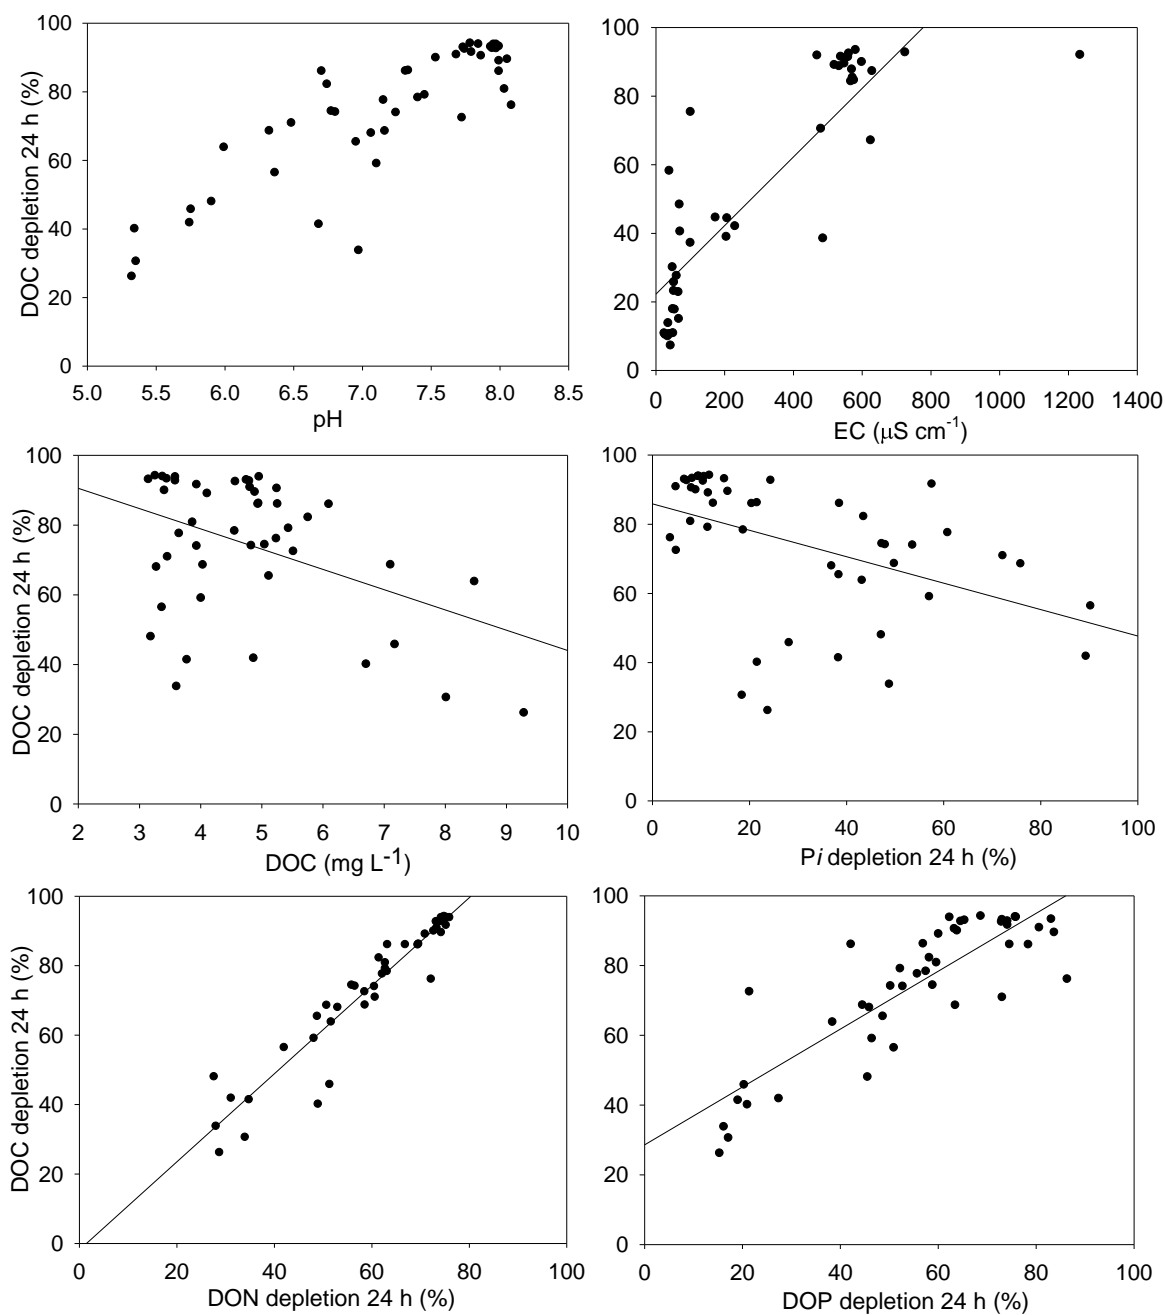 100
80
60
40
20
0
DOC depletion 24 h (%)
5.0 5.5 6.0 6.5 7.0 7.5 8.0 8.5
pH
100
80
60
40
20
0
0 200 400 600 800 1000 1200 1400
EC (μS cm-1)
100
80
60
40
20
0
DOC depletion 24 h (%)
2 3 4 5 6 7 8 9 10
DOC (mg L-1)
100
80
60
40
20
0
0 20 40 60 80 100
Pi depletion 24 h (%)
100
80
60
40
20
0
DOC depletion 24 h (%)
0 20 40 60 80 100
DON depletion 24 h (%)
100
80
60
40
20
0
0 20 40 60 80 100
DOP depletion 24 h (%)